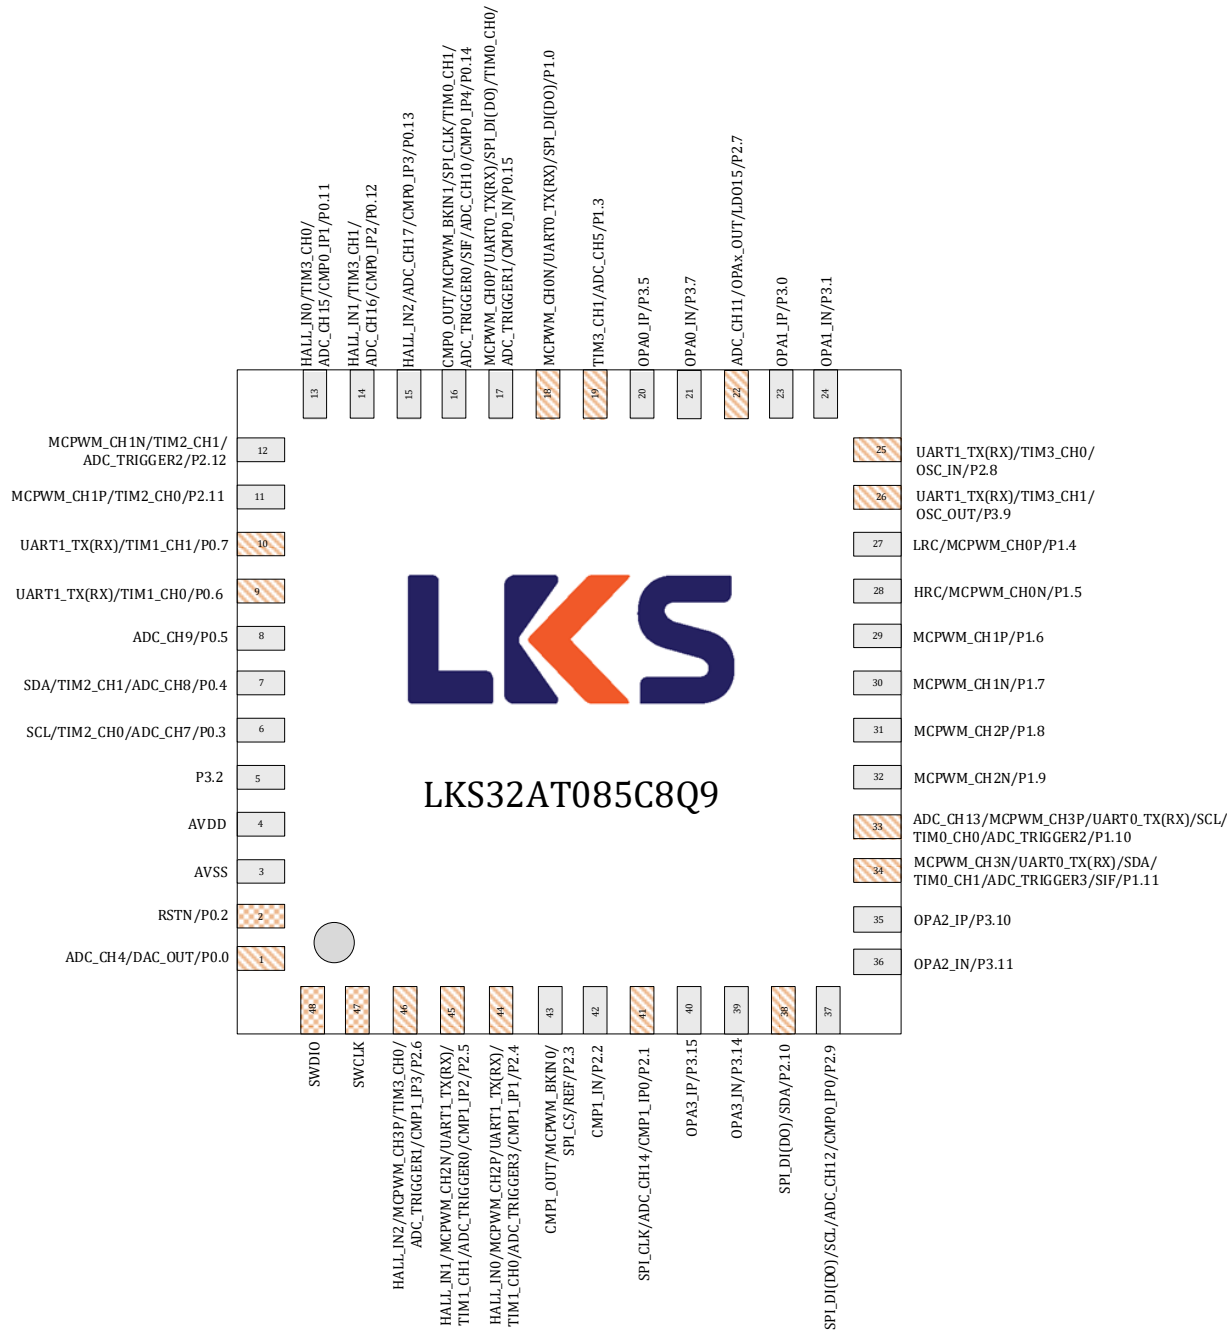 HALL_IN0/TIM3_CH0/
ADC_CH15/CMP0_IP1/P0.11
HALL_IN1/TIM3_CH1/
ADC_CH16/CMP0_IP2/P0.12
HALL_IN2/ADC_CH17/CMP0_IP3/P0.13
CMP0_OUT/MCPWM_BKIN1/SPI_CLK/TIM0_CH1/
ADC_TRIGGER0/SIF/ADC_CH10/CMP0_IP4/P0.14
MCPWM_CH0P/UART0_TX(RX)/SPI_DI(DO)/TIM0_CH0/
ADC_TRIGGER1/CMP0_IN/P0.15
MCPWM_CH0N/UART0_TX(RX)/SPI_DI(DO)/P1.0
TIM3_CH1/ADC_CH5/P1.3
OPA0_IP/P3.5
OPA0_IN/P3.7
ADC_CH11/OPAx_OUT/LDO15/P2.7
OPA1_IP/P3.0
OPA1_IN/P3.1
13
14
15
16
17
18
19
20
21
22
23
24
MCPWM_CH1N/TIM2_CH1/
ADC_TRIGGER2/P2.12
12
MCPWM_CH1P/TIM2_CH0/P2.11
11
UART1_TX(RX)/TIM1_CH1/P0.7
10
UART1_TX(RX)/TIM1_CH0/P0.6
9
ADC_CH9/P0.5
8
SDA/TIM2_CH1/ADC_CH8/P0.4
7
SCL/TIM2_CH0/ADC_CH7/P0.3
6
P3.2
5
AVDD
4
AVSS
3
RSTN/P0.2
2
ADC_CH4/DAC_OUT/P0.0
1
LKS
LKS32AT085C8Q9
25
UART1_TX(RX)/TIM3_CH0/
OSC_IN/P2.8
26
UART1_TX(RX)/TIM3_CH1/
OSC_OUT/P3.9
27
LRC/MCPWM_CH0P/P1.4
28
HRC/MCPWM_CH0N/P1.5
29
MCPWM_CH1P/P1.6
30
MCPWM_CH1N/P1.7
31
MCPWM_CH2P/P1.8
32
MCPWM_CH2N/P1.9
33
ADC_CH13/MCPWM_CH3P/UART0_TX(RX)/SCL/
TIM0_CH0/ADC_TRIGGER2/P1.10
34
MCPWM_CH3N/UART0_TX(RX)/SDA/
TIM0_CH1/ADC_TRIGGER3/SIF/P1.11
35
OPA2_IP/P3.10
36
OPA2_IN/P3.11
48
47
46
45
44
43
42
41
40
39
38
37
SWDIO
SWCLK
HALL_IN2/MCPWM_CH3P/TIM3_CH0/
ADC_TRIGGER1/CMP1_IP3/P2.6
HALL_IN1/MCPWM_CH2N/UART1_TX(RX)/
TIM1_CH1/ADC_TRIGGER0/CMP1_IP2/P2.5
HALL_IN0/MCPWM_CH2P/UART1_TX(RX)/
TIM1_CH0/ADC_TRIGGER3/CMP1_IP1/P2.4
CMP1_OUT/MCPWM_BKIN0/
SPI_CS/REF/P2.3
CMP1_IN/P2.2
SPI_CLK/ADC_CH14/CMP1_IP0/P2.1
OPA3_IP/P3.15
OPA3_IN/P3.14
SPI_DI(DO)/SDA/P2.10
SPI_DI(DO)/SCL/ADC_CH12/CMP0_IP0/P2.9